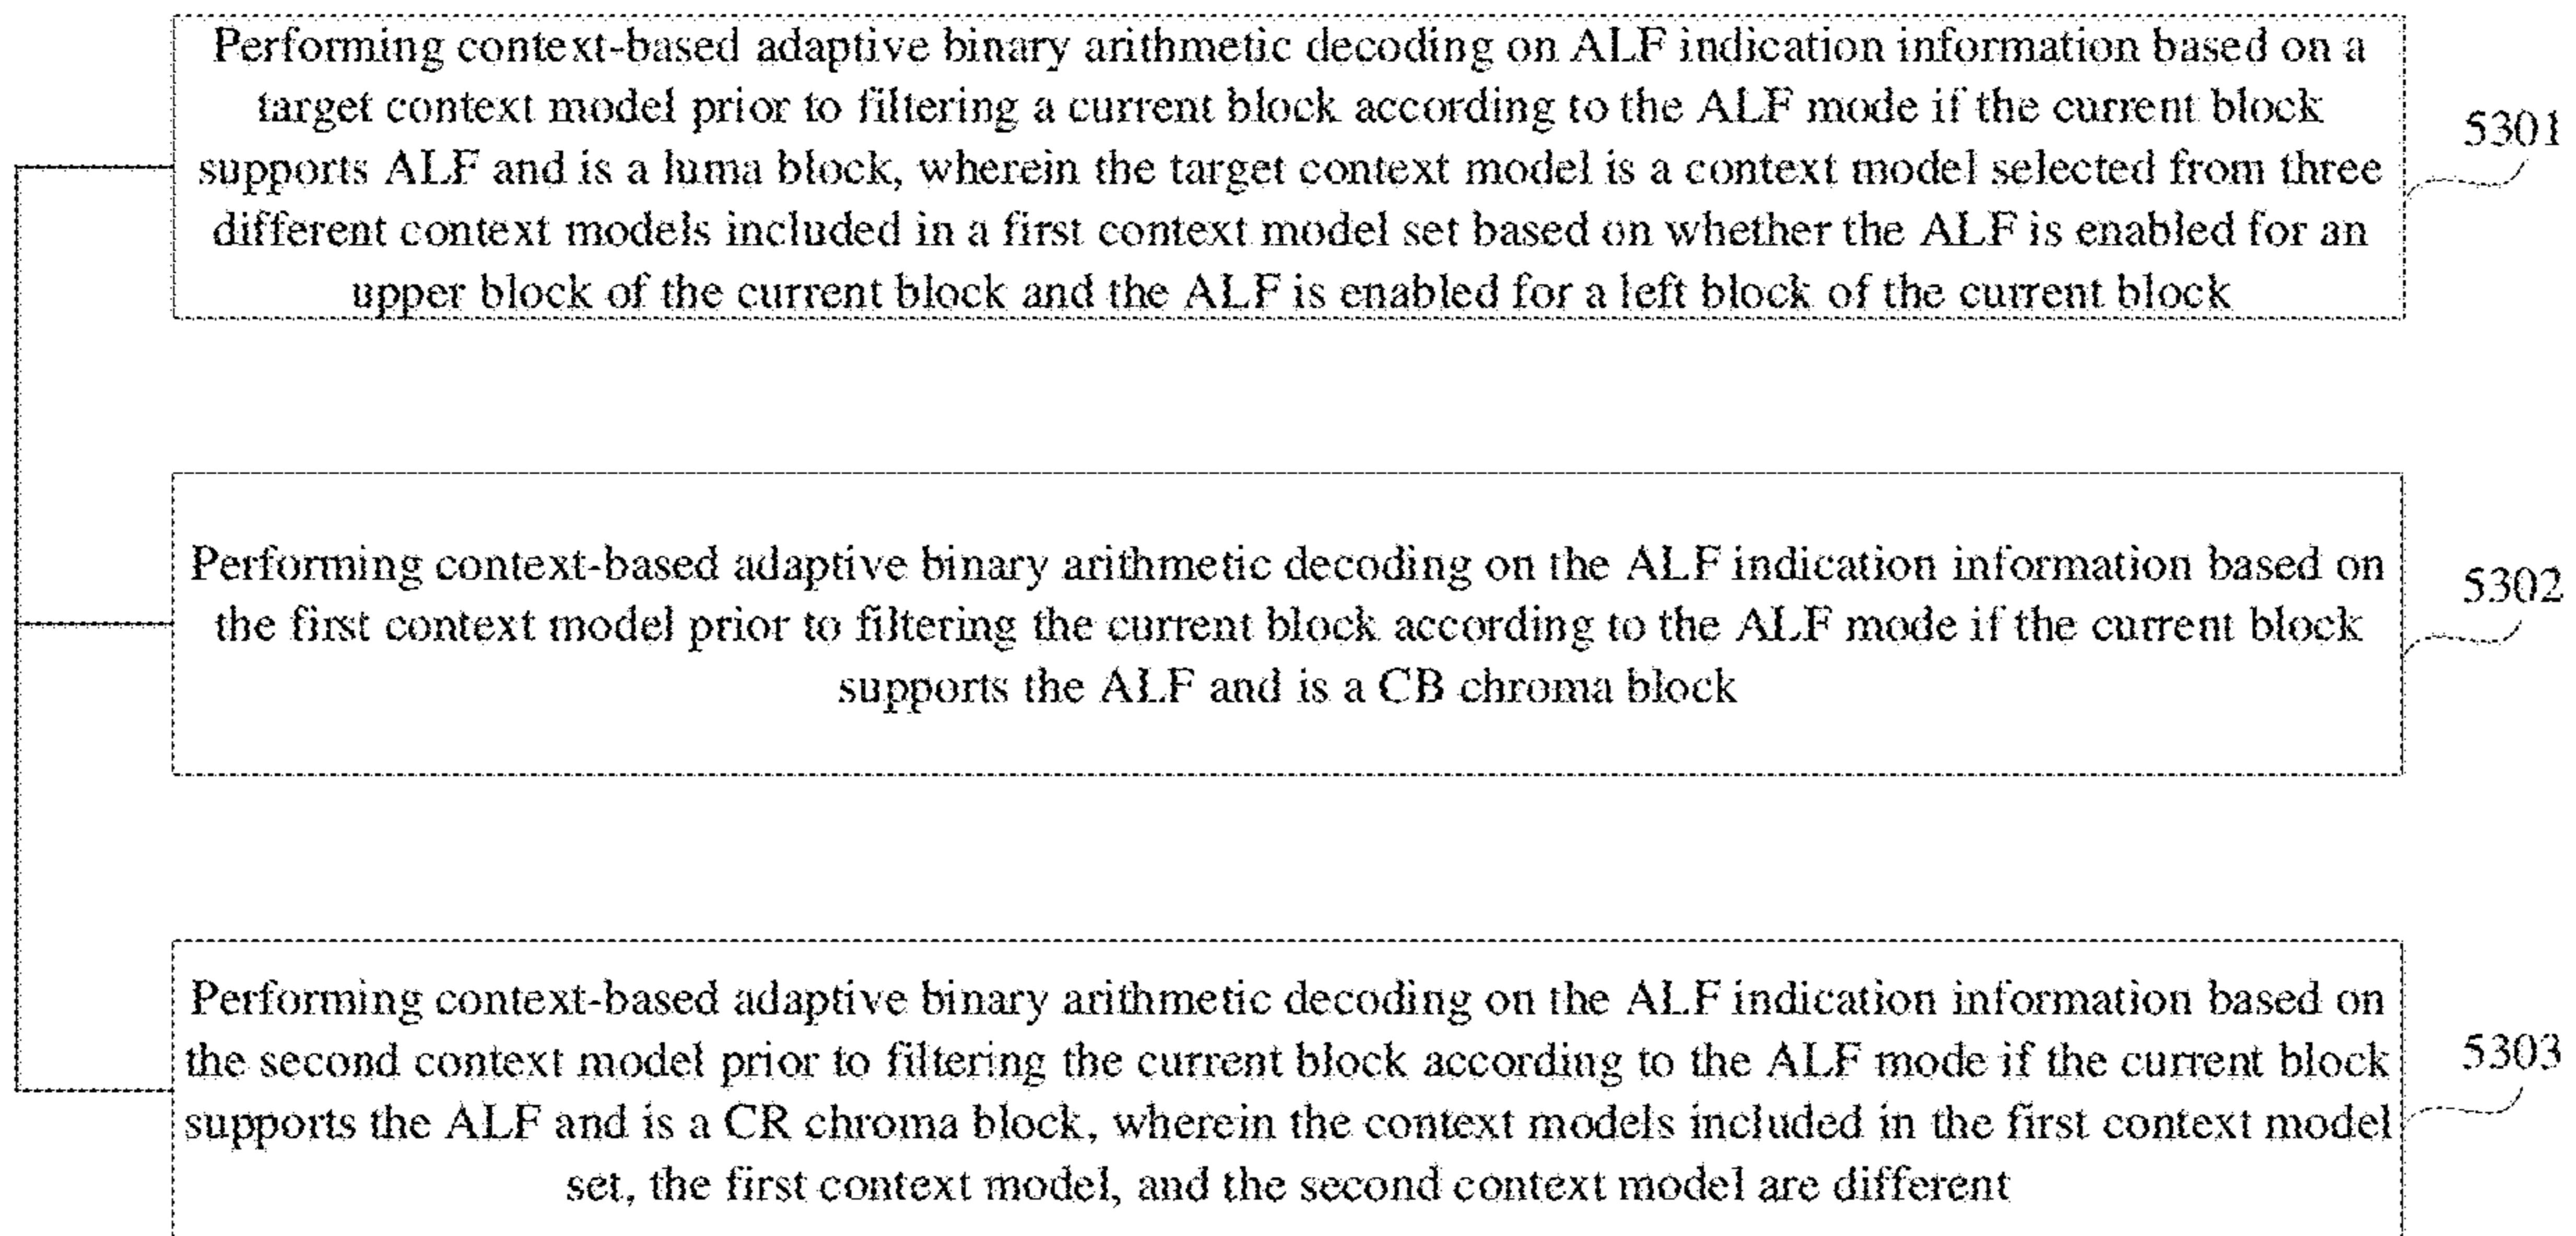 Performing context-based adaptive binary arithmetic decoding on ALF indication information based on a
target context model prior to filtering a current block according to the ALF mode if the current block
supports ALF and is a luma block, wherein the target context model is a context model selected from three
different context models included in a first context model set based on whether the ALF is enabled for an
upper block of the current block and the ALF is enabled for a left block of the current block
5301
Performing context-based adaptive binary arithmetic decoding on the ALF indication information based on
the first context model prior to filtering the current block according to the ALF mode if the current block
supports the ALF and is a CB chroma block
5302
Performing context-based adaptive binary arithmetic decoding on the ALF indication information based on
the second context model prior to filtering the current block according to the ALF mode if the current block
supports the ALF and is a CR chroma block, wherein the context models included in the first context model
set, the first context model, and the second context model are different
5303